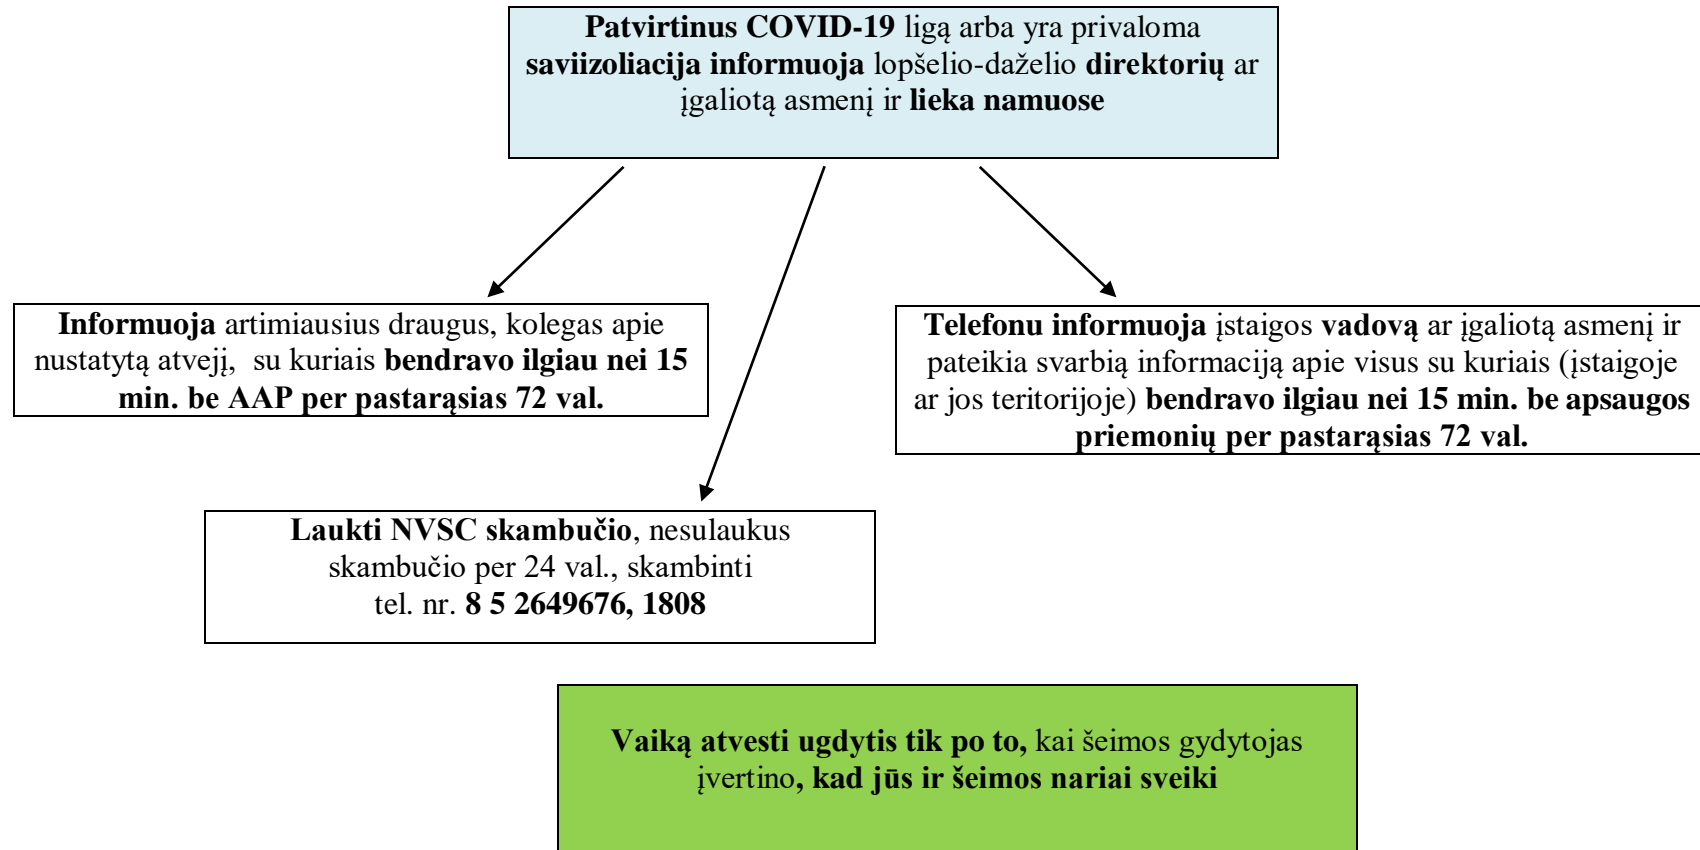 Patvirtinus COVID-19 ligą arba yra privaloma
saviizoliacija informuoja lopšelio-daželio direktorių ar
įgaliotą asmenį ir lieka namuose
Informuoja artimiausius draugus, kolegas apie
nustatytą atvejį, su kuriais bendravo ilgiau nei 15
min. be AAP per pastarąsias 72 val.
Telefonu informuoja įstaigos vadovą ar įgaliotą asmenį ir
pateikia svarbią informaciją apie visus su kuriais (įstaigoje
ar jos teritorijoje) bendravo ilgiau nei 15 min. be apsaugos
priemonių per pastarąsias 72 val.
Laukti NVSC skambučio, nesulaukus
skambučio per 24 val., skambinti
tel. nr. 8 5 2649676, 1808
Vaiką atvesti ugdytis tik po to, kai šeimos gydytojas
įvertino, kad jūs ir šeimos nariai sveiki